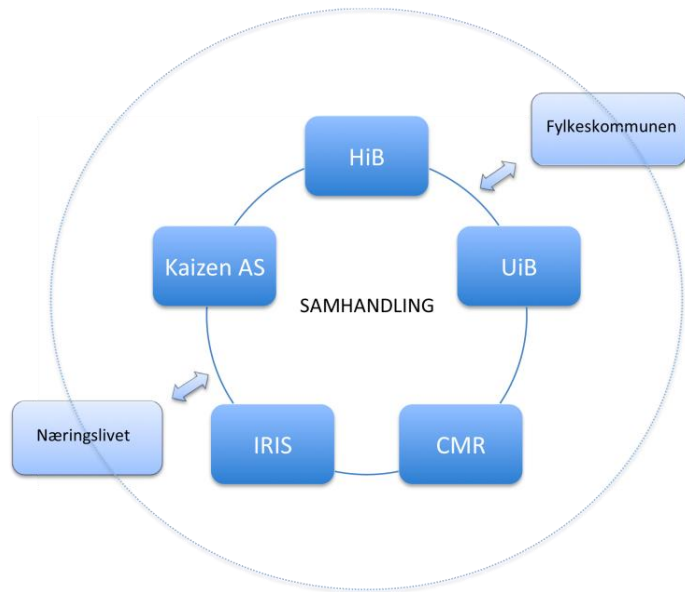 HiB
Fylkeskommunen
Kaizen AS
UiB
SAMHANDLING
Næringslivet
IRIS
CMR